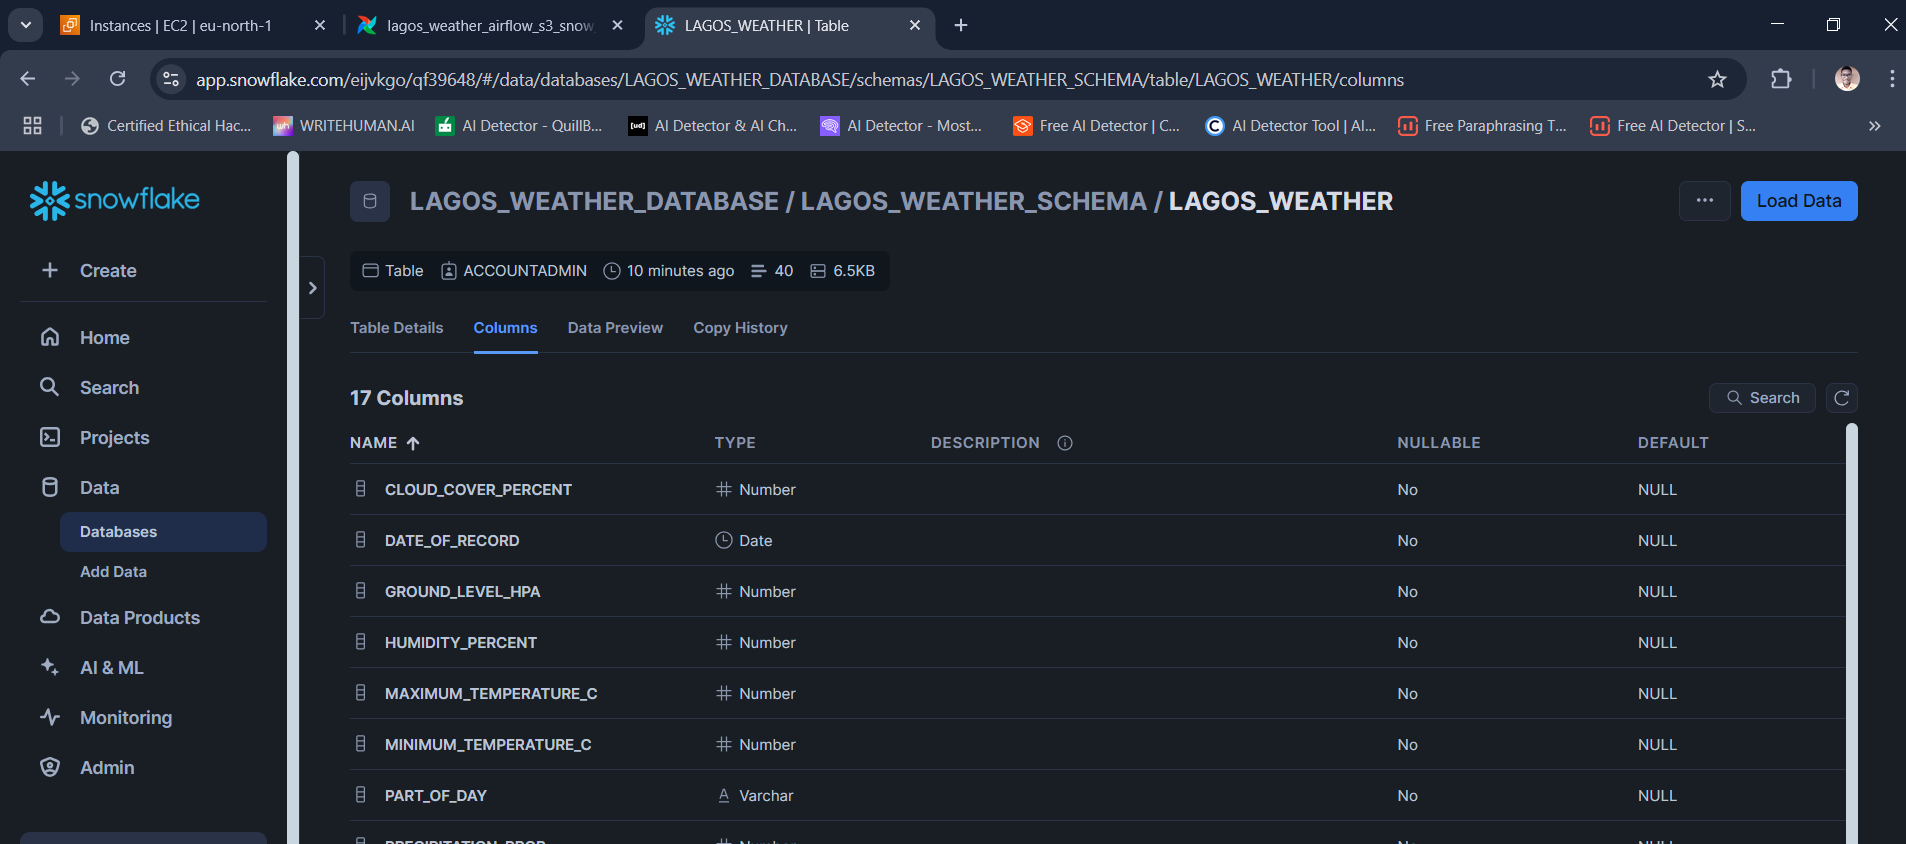 Instances | EC2 | eu-north-1
lagos_weather_airflow_s3_snow
LAGOS_WEATHER | Table
app.snowflake.com/eijvkgo/qf39648/#/data/databases/LAGOS_WEATHER_DATABASE/schemas/LAGOS_WEATHER_SCHEMA/table/LAGOS_WEATHER/columns
Certified Ethical Hac...
WRITEHUMAN.AI
AI Detector - QuillB...
AI Detector & AI Ch...
AI Detector - Most...
Free AI Detector | C...
AI Detector Tool | AI...
Free Paraphrasing T...
Free AI Detector | S...
snowflake
Create
Home
Search
Projects
Data
Databases
Add Data
Data Products
AI & ML
Monitoring
Admin
LAGOS_WEATHER_DATABASE / LAGOS_WEATHER_SCHEMA / LAGOS_WEATHER
Load Data
Table ACCOUNTADMIN 10 minutes ago 40 6.5KB
Table Details Columns Data Preview Copy History
17 Columns
Search
NAME TYPE DESCRIPTION NULLABLE DEFAULT
CLOUD_COVER_PERCENT Number No NULL
DATE_OF_RECORD Date No NULL
GROUND_LEVEL_HPA Number No NULL
HUMIDITY_PERCENT Number No NULL
MAXIMUM_TEMPERATURE_C Number No NULL
MINIMUM_TEMPERATURE_C Number No NULL
PART_OF_DAY Varchar No NULL
PRECIPITATION_PROB Number No NULL